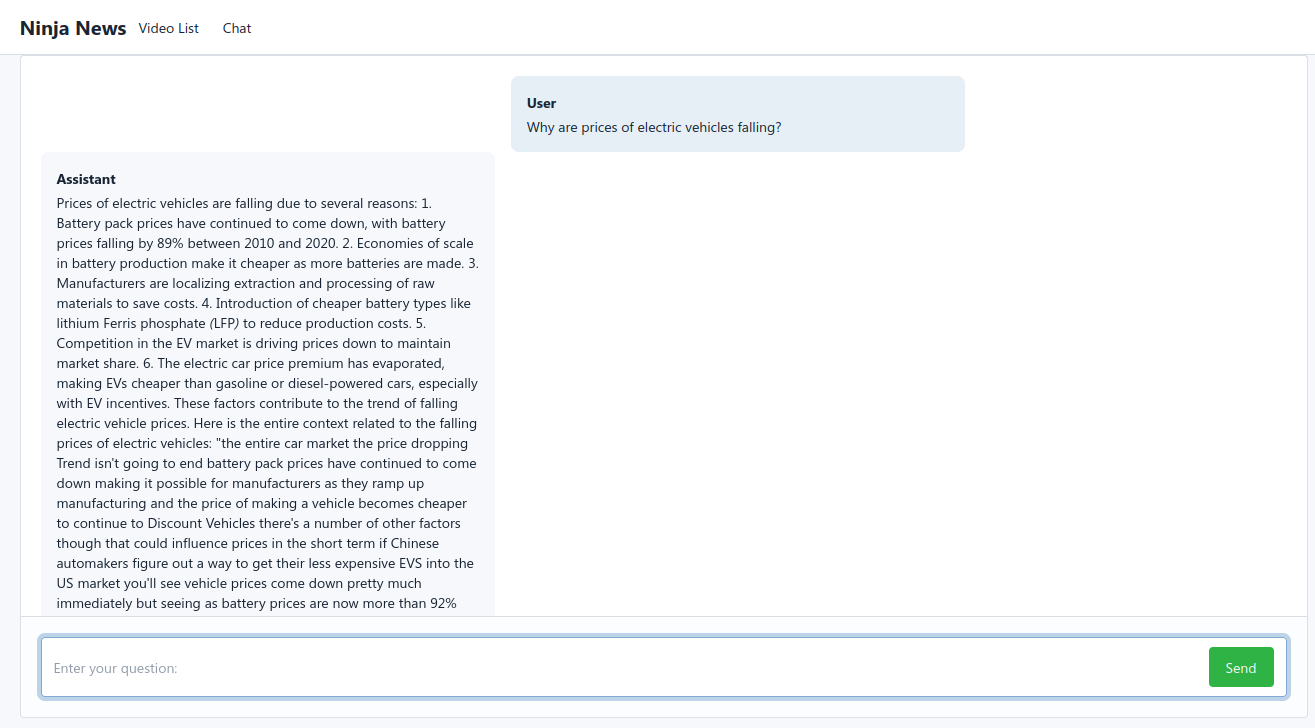 Ninja News Video List Chat
User
Why are prices of electric vehicles falling?
Assistant
Prices of electric vehicles are falling due to several reasons: 1.
Battery pack prices have continued to come down, with battery
prices falling by 89% between 2010 and 2020. 2. Economies of scale
in battery production make it cheaper as more batteries are made. 3.
Manufacturers are localizing extraction and processing of raw
materials to save costs. 4. Introduction of cheaper battery types like
lithium Ferris phosphate (LFP) to reduce production costs. 5.
Competition in the EV market is driving prices down to maintain
market share. 6. The electric car price premium has evaporated,
making EVs cheaper than gasoline or diesel-powered cars, especially
with EV incentives. These factors contribute to the trend of falling
electric vehicle prices. Here is the entire context related to the falling
prices of electric vehicles: "the entire car market the price dropping
Trend isn't going to end battery pack prices have continued to come
down making it possible for manufacturers as they ramp up
manufacturing and the price of making a vehicle becomes cheaper
to continue to Discount Vehicles there's a number of other factors
though that could influence prices in the short term if Chinese
automakers figure out a way to get their less expensive EVS into the
US market you'll see vehicle prices come down pretty much
immediately but seeing as battery prices are now more than 92%
Enter your question:
Send